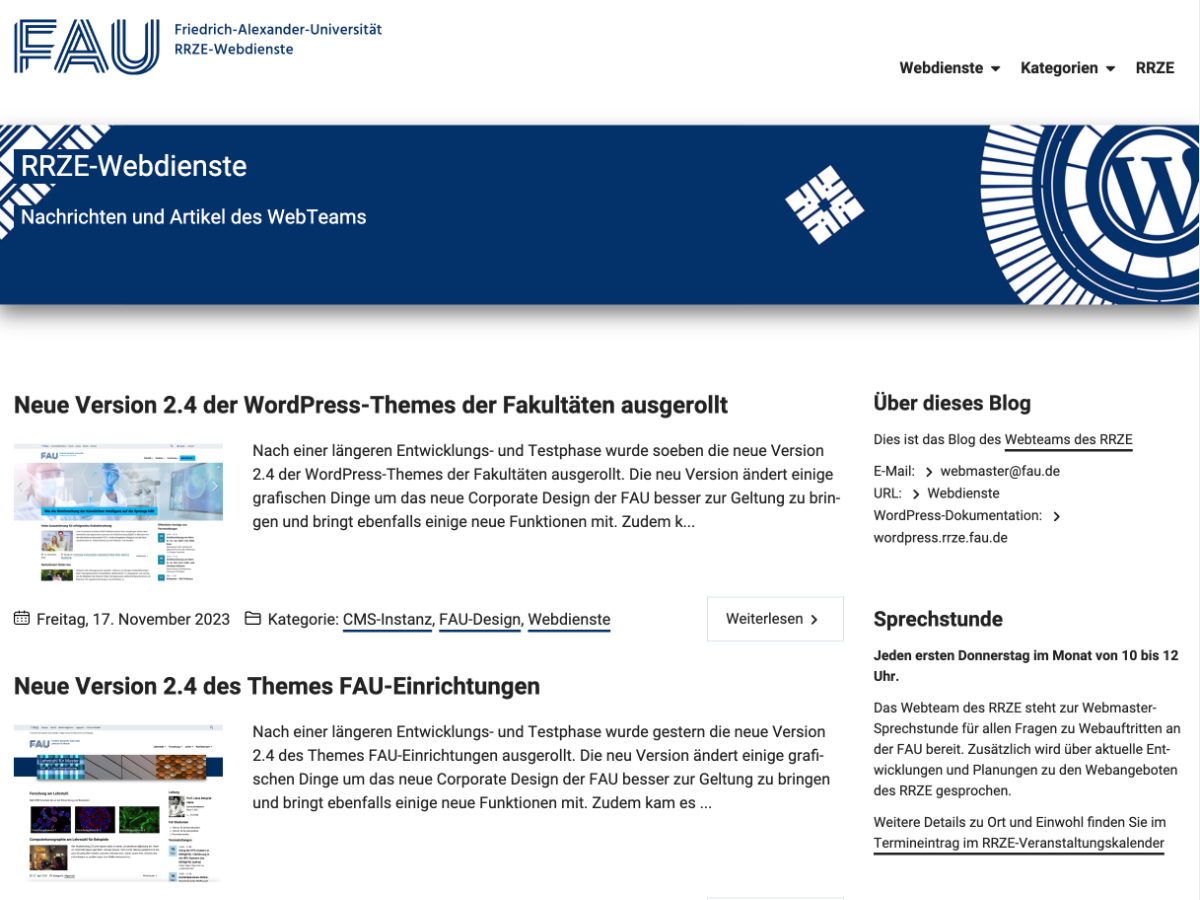 FAU
Friedrich-Alexander-Universität
RRZE-Webdienste
Webdienste
Kategorien
RRZE
RRZE-Webdienste
Nachrichten und Artikel des WebTeams
Neue Version 2.4 der WordPress-Themes der Fakultäten ausgerollt
Nach einer längeren Entwicklungs- und Testphase wurde soeben die neue Version
2.4 der WordPress-Themes der Fakultäten ausgerollt. Die neu Version ändert einige
grafischen Dinge um das neue Corporate Design der FAU besser zur Geltung zu brin-
gen und bringt ebenfalls einige neue Funktionen mit. Zudem k...
Freitag, 17. November 2023 Kategorie: CMS-Instanz, FAU-Design, Webdienste
Weiterlesen
Neue Version 2.4 des Themes FAU-Einrichtungen
Nach einer längeren Entwicklungs- und Testphase wurde gestern die neue Version
2.4 des Themes FAU-Einrichtungen ausgerollt. Die neu Version ändert einige grafi-
schen Dinge um das neue Corporate Design der FAU besser zur Geltung zu bringen
und bringt ebenfalls einige neue Funktionen mit. Zudem kam es ...
Über dieses Blog
Dies ist das Blog des Webteams des RRZE
E-Mail: webmaster@fau.de
URL: Webdienste
WordPress-Dokumentation:
wordpress.rrze.fau.de
Sprechstunde
Jeden ersten Donnerstag im Monat von 10 bis 12
Uhr.
Das Webteam des RRZE steht zur Webmaster-
Sprechstunde für allen Fragen zu Webauftritten an
der FAU bereit. Zusätzlich wird über aktuelle Ent-
wicklungen und Planungen zu den Webangeboten
des RRZE gesprochen.
Weitere Details zu Ort und Einwohl finden Sie im
Termineintrag im RRZE-Veranstaltungskalender